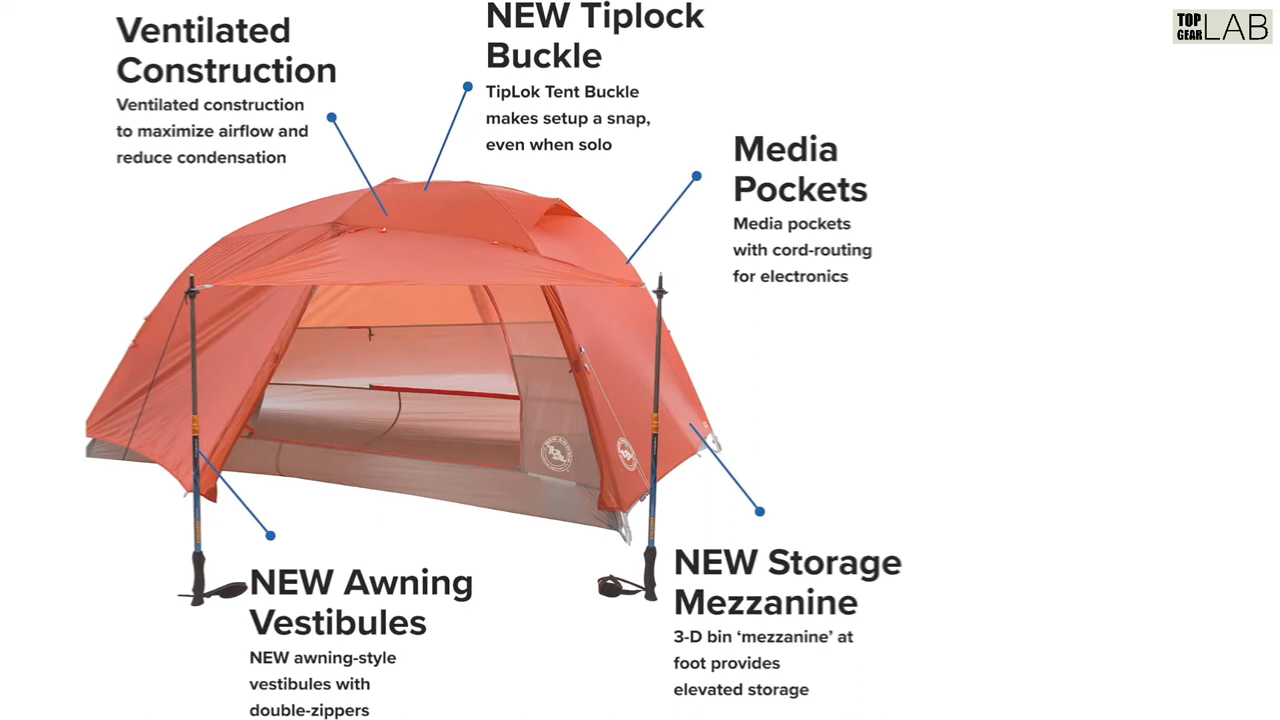 TOP
GEAR
LAB
Ventilated
Construction
Ventilated construction
to maximize airflow and
reduce condensation
NEW Tiplock
Buckle
TipLok Tent Buckle
makes setup a snap,
even when solo
Media
Pockets
Media pockets
with cord-routing
for electronics
NEW Awning
Vestibules
NEW awning-style
vestibules with
double-zippers
NEW Storage
Mezzanine
3-D bin ‘mezzanine’ at
foot provides
elevated storage